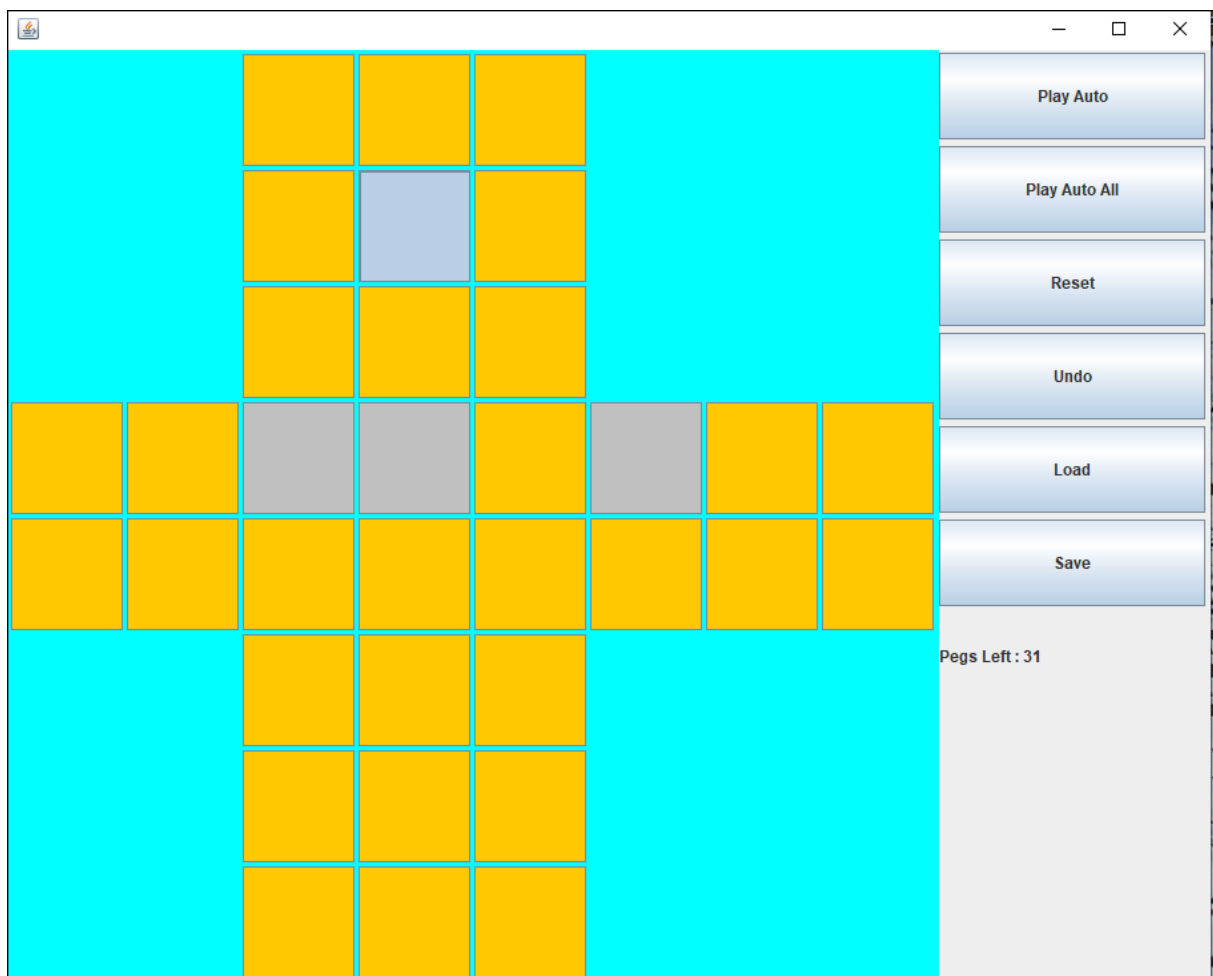 Play Auto
Play Auto All
Reset
Undo
Load
Save
Pegs Left : 31